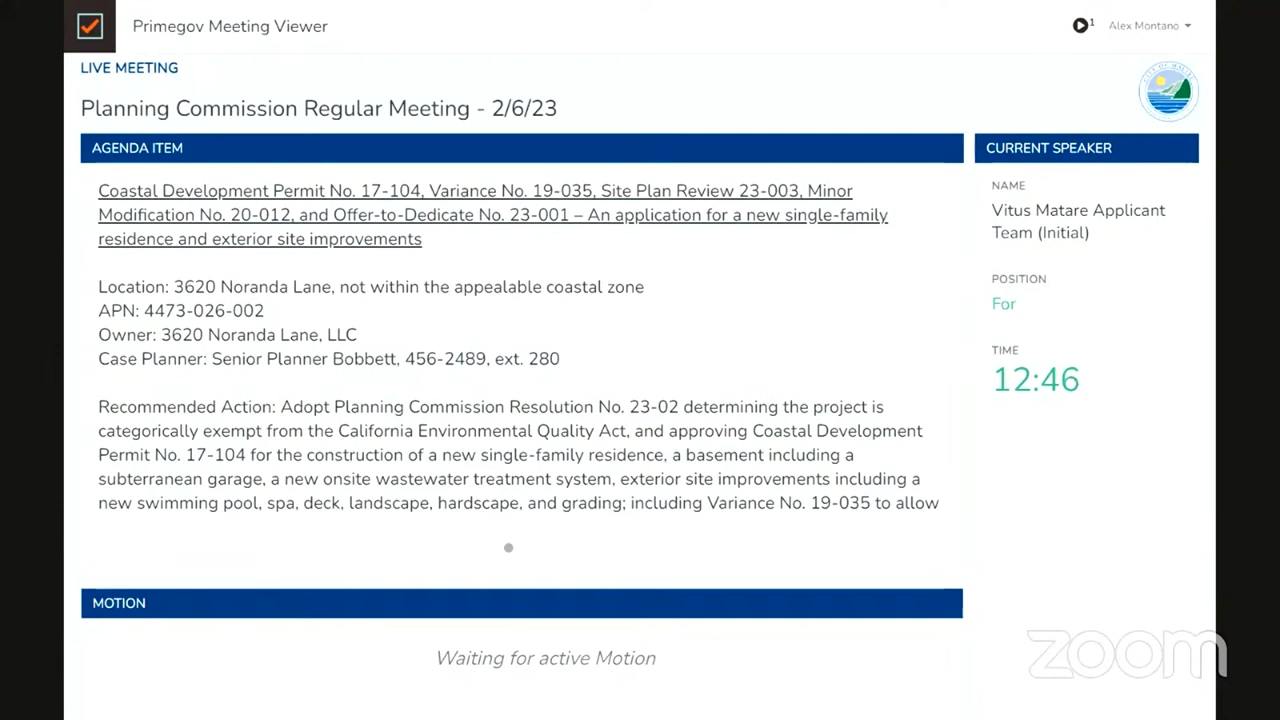 Primegov Meeting Viewer
1
Alex Montano
LIVE MEETING
Planning Commission Regular Meeting - 2/6/23
AGENDA ITEM
Coastal Development Permit No. 17-104, Variance No. 19-035, Site Plan Review 23-003, Minor
Modification No. 20-012, and Offer-to-Dedicate No. 23-001 – An application for a new single-family
residence and exterior site improvements
Location: 3620 Noranda Lane, not within the appealable coastal zone
APN: 4473-026-002
Owner: 3620 Noranda Lane, LLC
Case Planner: Senior Planner Bobbett, 456-2489, ext. 280
Recommended Action: Adopt Planning Commission Resolution No. 23-02 determining the project is
categorically exempt from the California Environmental Quality Act, and approving Coastal Development
Permit No. 17-104 for the construction of a new single-family residence, a basement including a
subterranean garage, a new onsite wastewater treatment system, exterior site improvements including a
new swimming pool, spa, deck, landscape, hardscape, and grading; including Variance No. 19-035 to allow
MOTION
Waiting for active Motion
CURRENT SPEAKER
NAME
Vitus Matare Applicant
Team (Initial)
POSITION
For
TIME
12:46
zoom